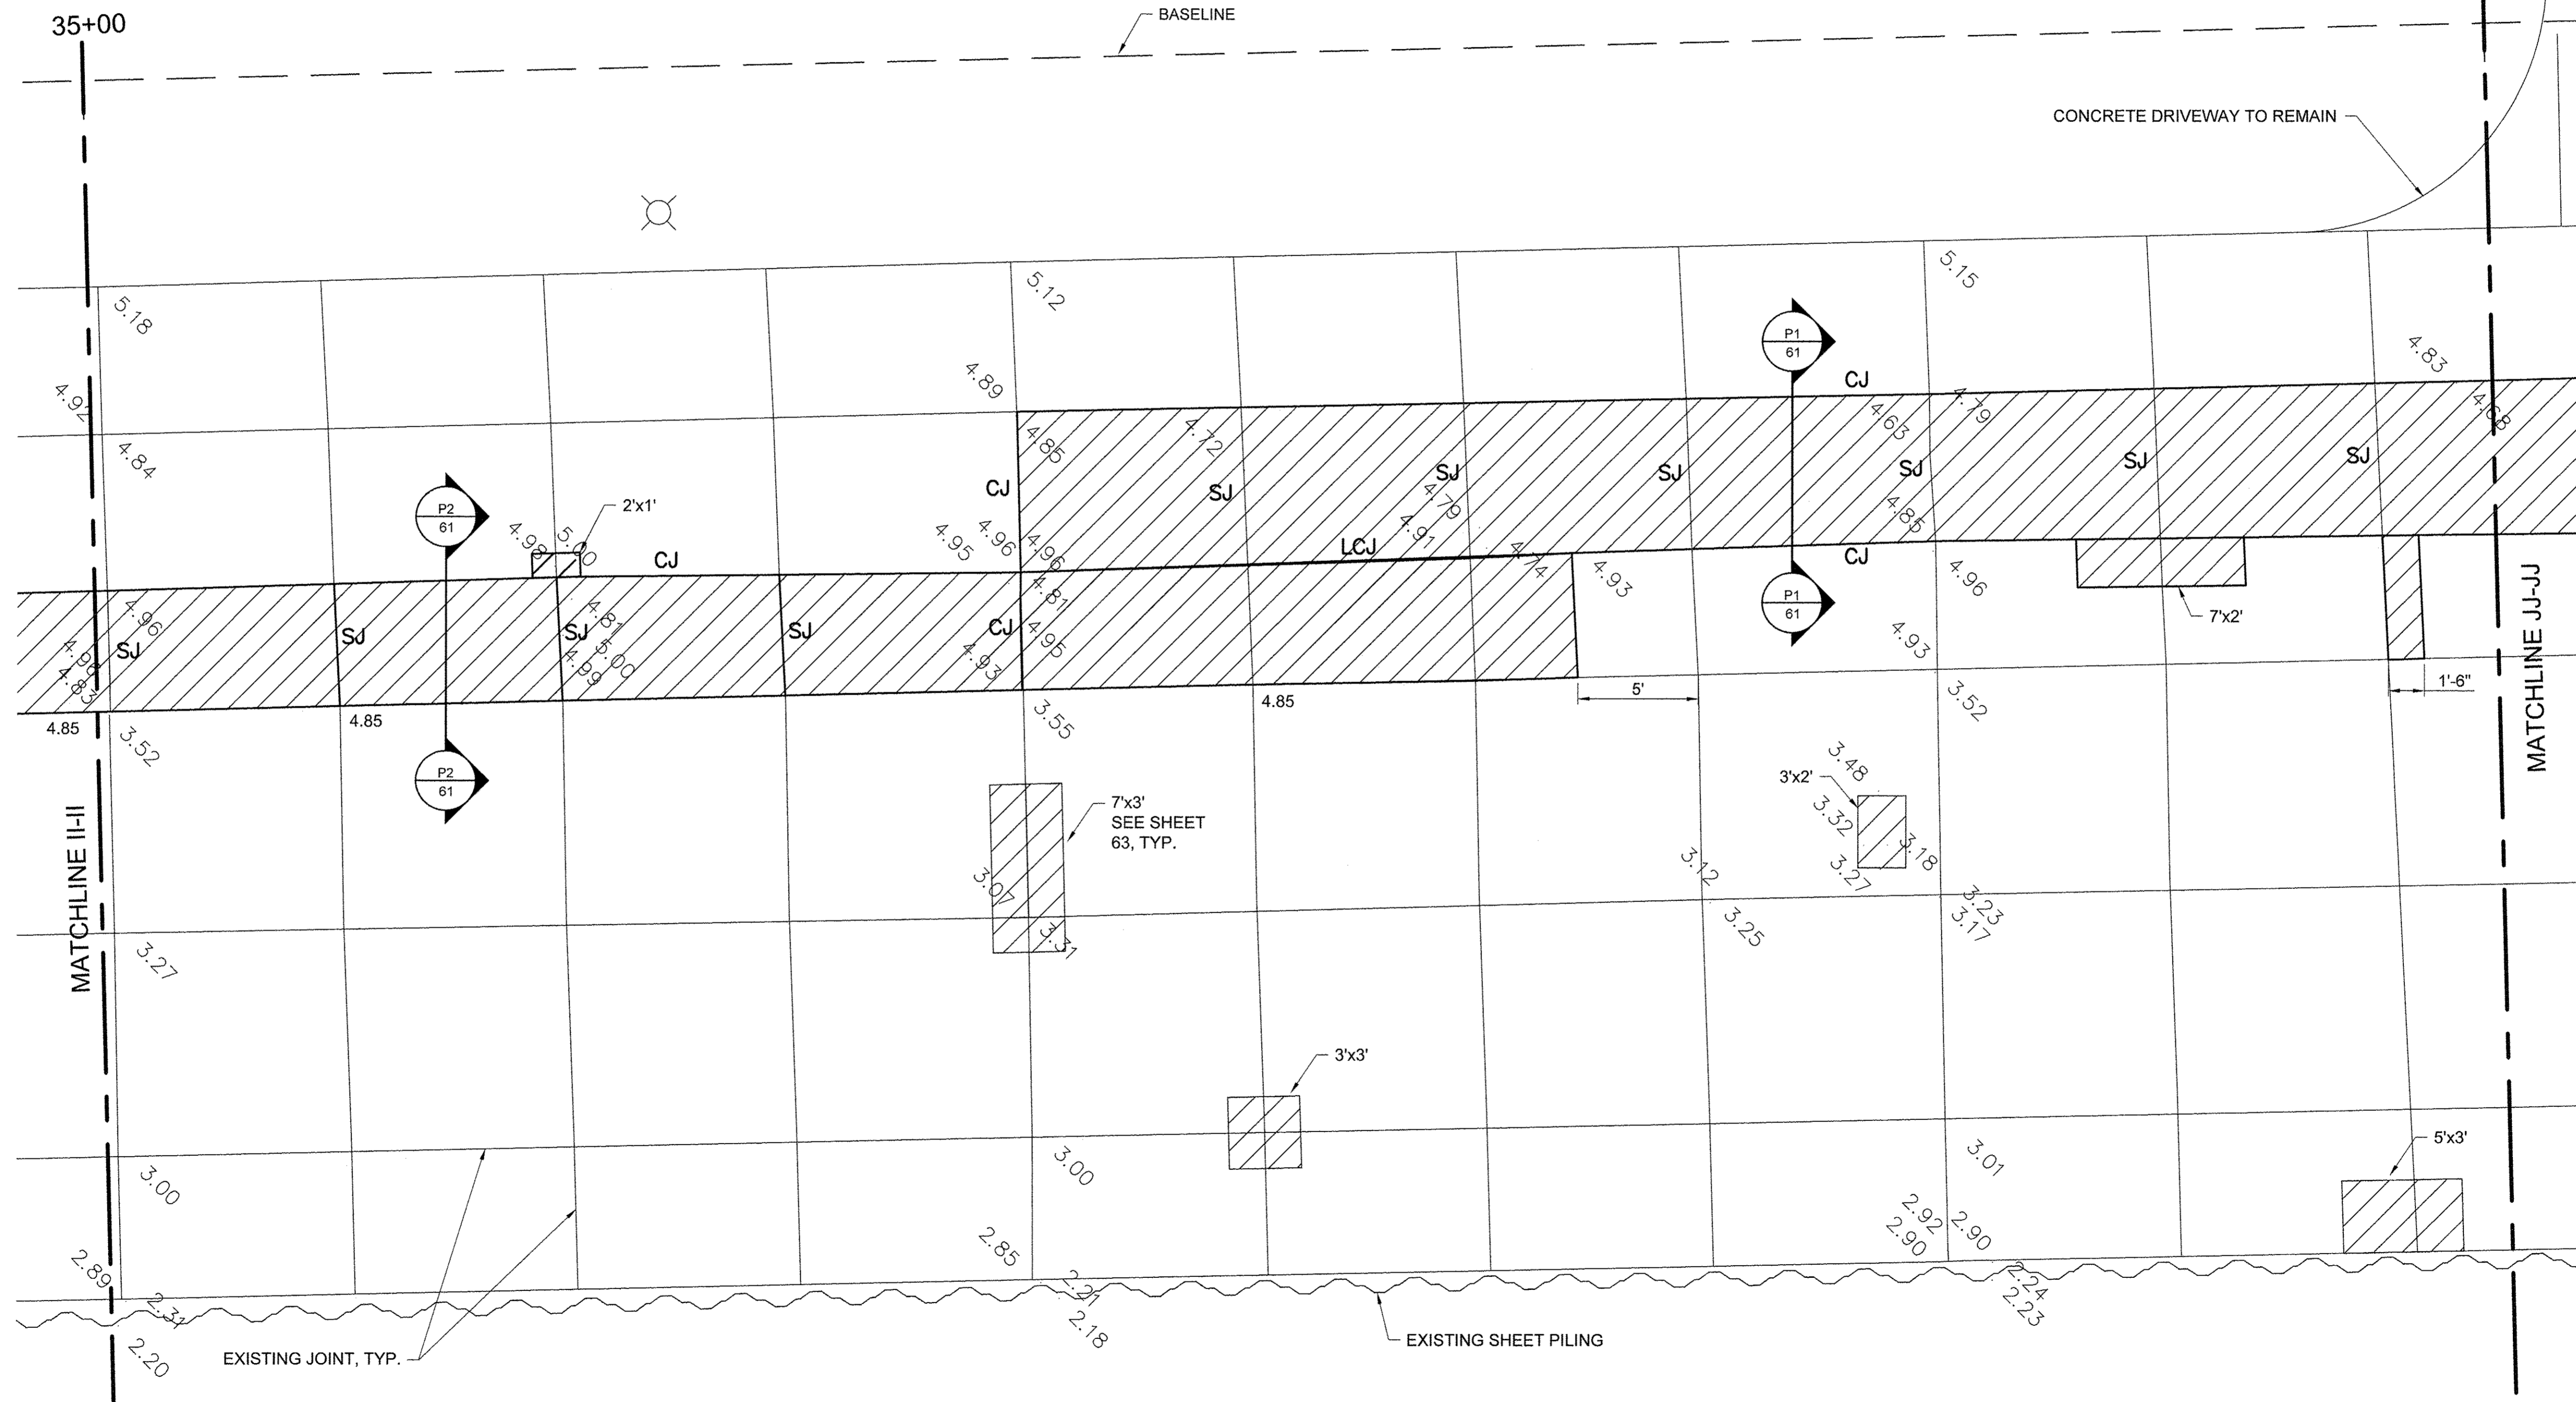 35+00
BASELINE
CONCRETE DRIVEWAY TO REMAIN
5.18
5.12
5.15
P1
61
CJ
4.92
4.89
4.83
4.84
4.85
4.72
4.63
4.79
4.68
CJ
SJ
SJ
SJ
SJ
SJ
SJ
P2
61
2'x1'
4.98
5.00
CJ
4.95
4.96
4.96
4.79
4.91
LCJ
4.74
4.93
4.85
CJ
4.96
P1
61
7'x2'
MATCHLINE JJ-JJ
4.96
SJ
SJ
SJ
4.81
5.00
4.99
SJ
CJ
4.81
4.95
4.93
4.93
4.83
4.85
4.85
4.85
5'
1'-6"
3.52
3.55
3.52
P2
61
MATCHLINE II-II
7'x3'
SEE SHEET
63, TYP.
3.07
3.31
3'x2'
3.48
3.32
3.27
3.18
3.12
3.25
3.23
3.17
3.27
3'x3'
3.00
3.00
3.01
5'x3'
2.89
2.85
2.92
2.90
2.90
2.31
2.20
2.21
2.18
2.24
2.23
EXISTING JOINT, TYP.
EXISTING SHEET PILING